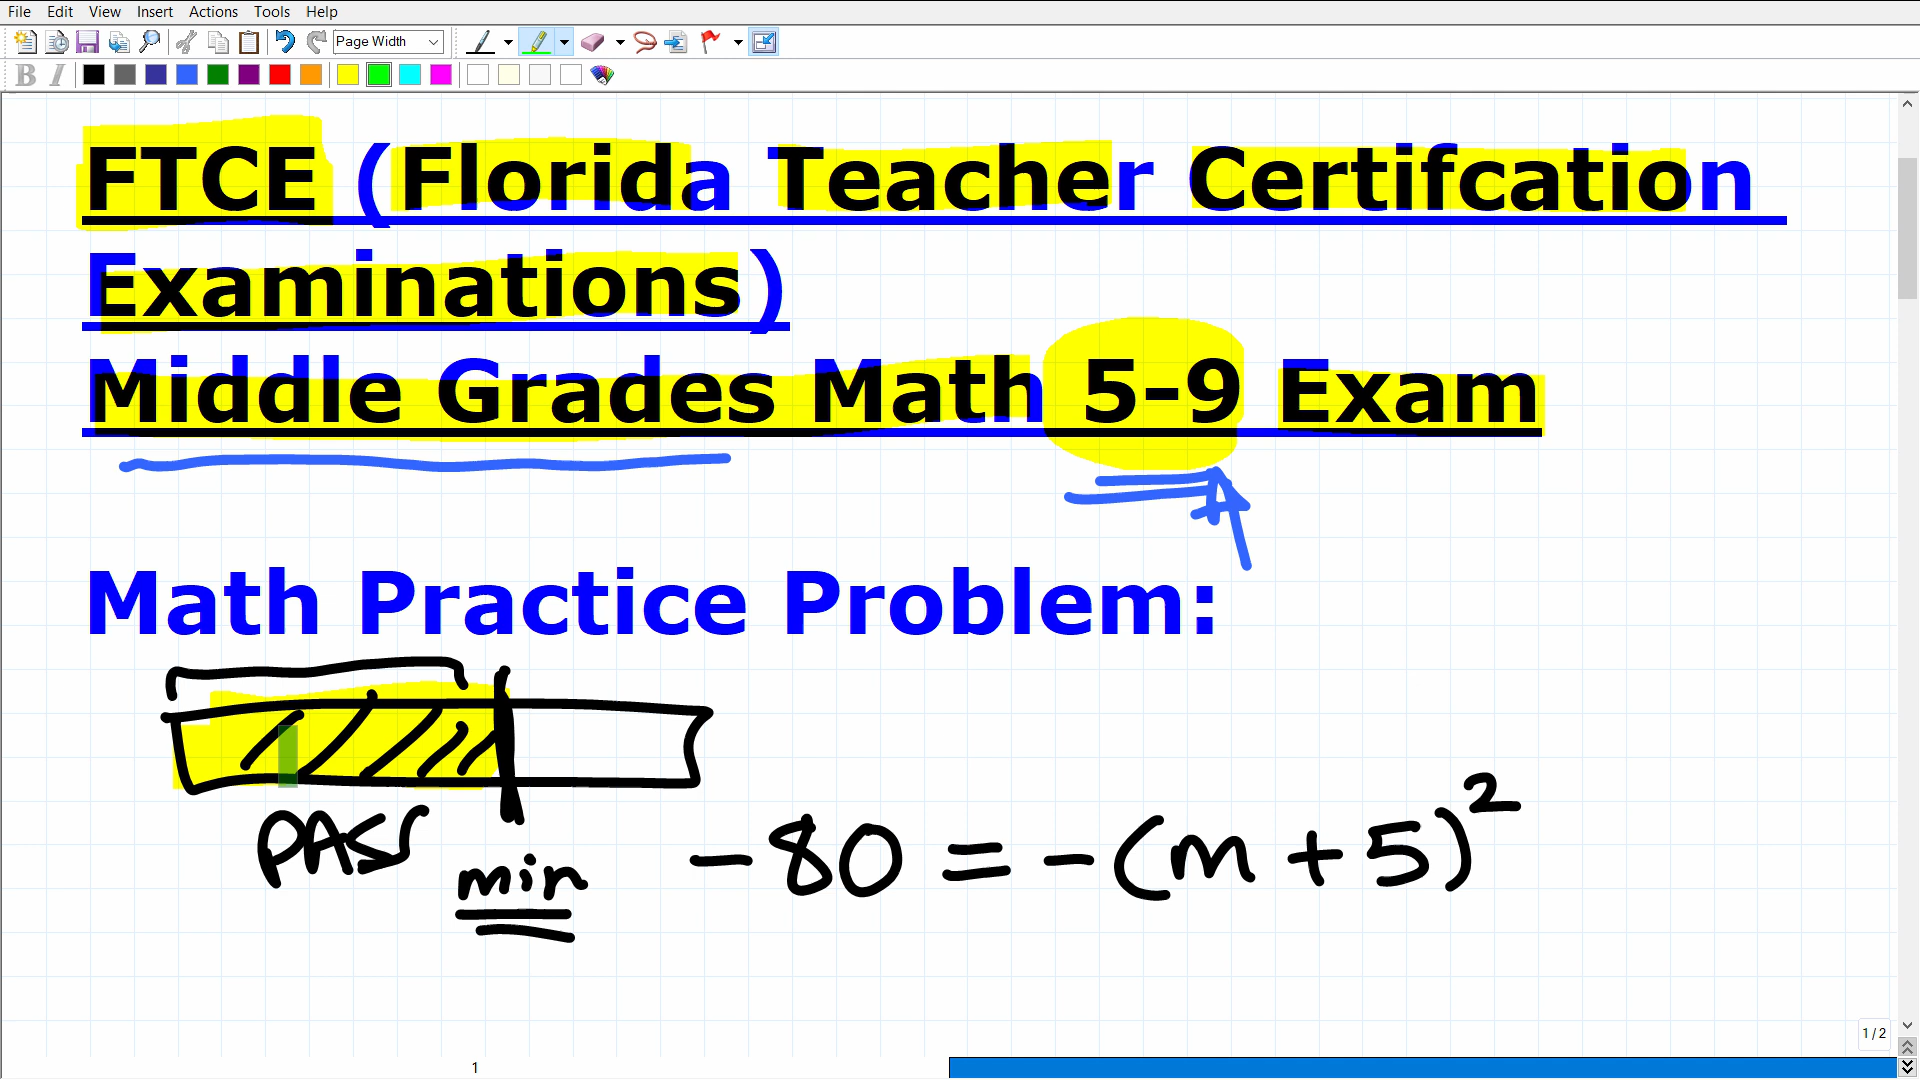 File Edit View Insert Actions Tools Help
Page Width
B I
FTCE (Florida Teacher Certifcation
Examinations)
Middle Grades Math 5-9 Exam
Math Practice Problem:
PASS
min
-80 = -(m+5)²
1 / 2
1